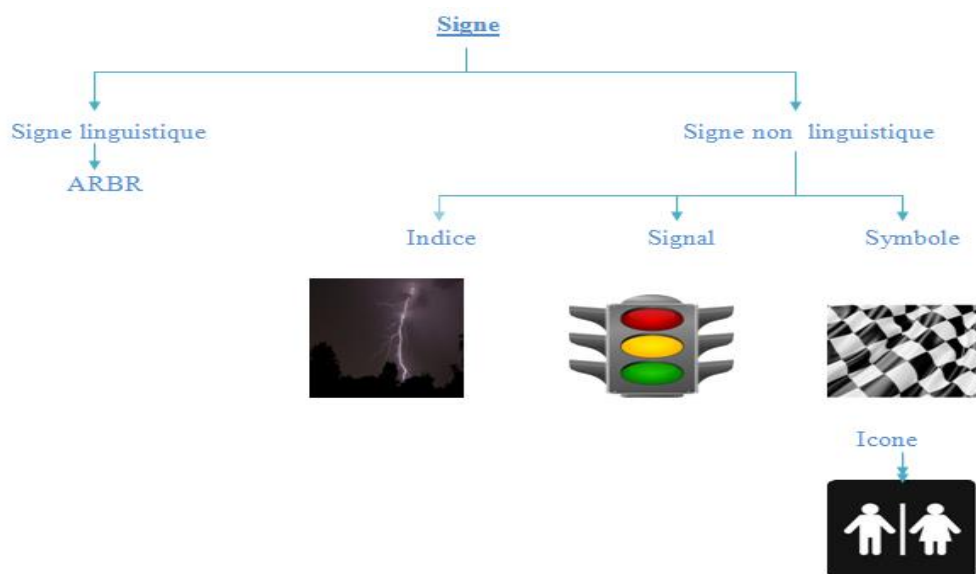 Signe
Signe linguistique
Signe non linguistique
ARBR
Indice
Signal
Symbole
Icone